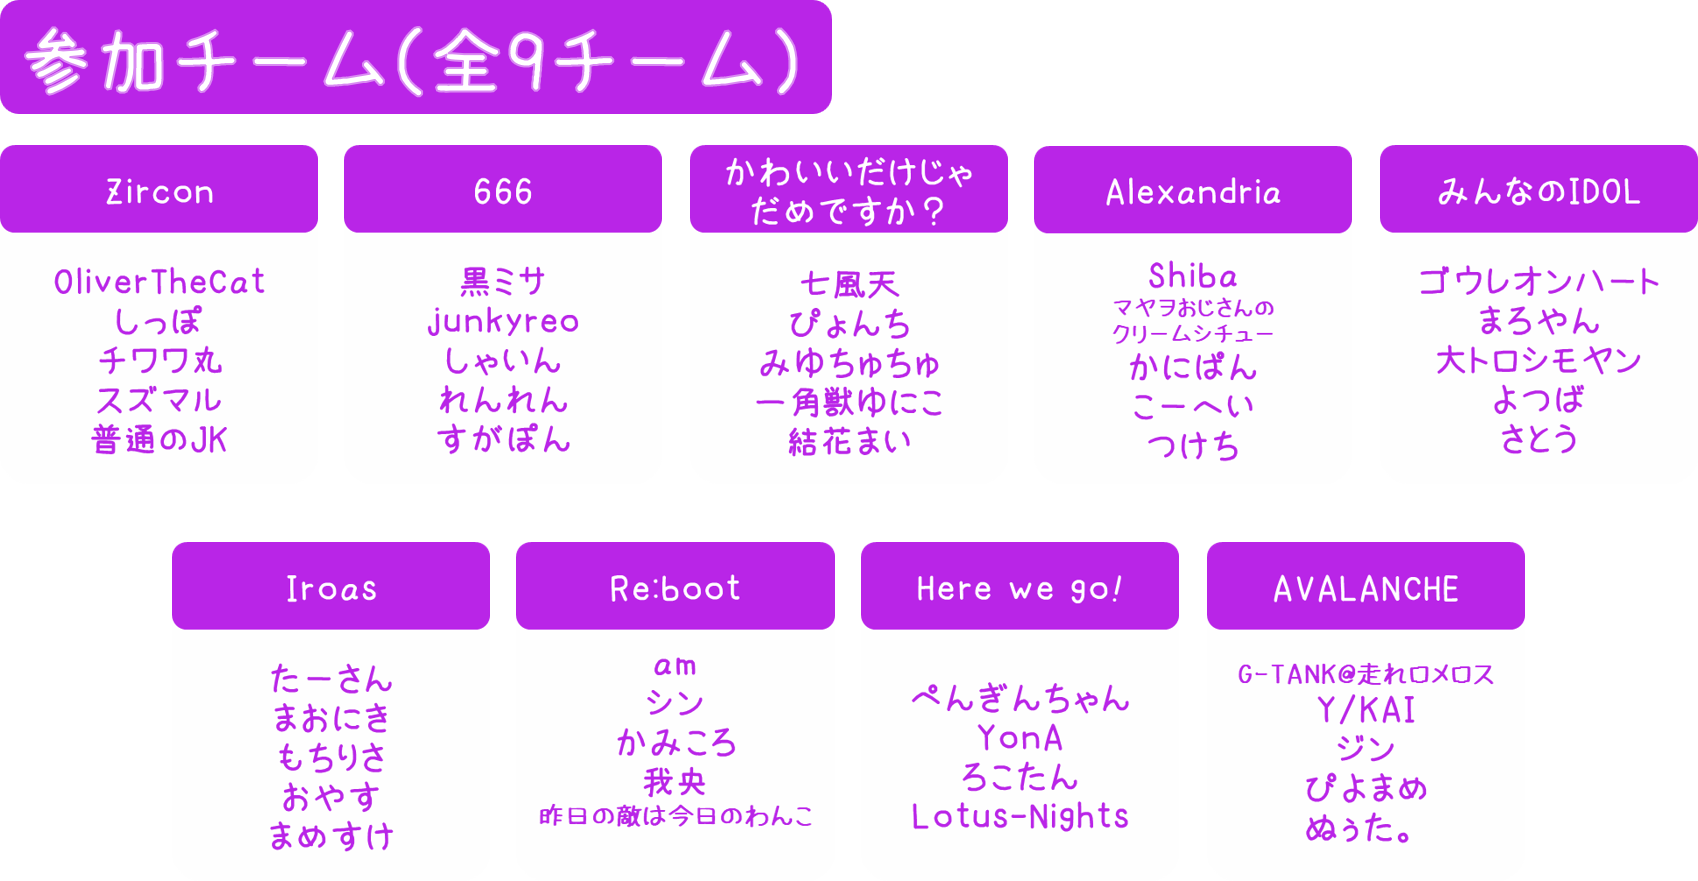 参加チーム(全9チーム)
Zircon
OliverTheCat
しっぽ
チワワ丸
スズマル
普通のJK
666
黒ミサ
junkyreo
しゃいん
れんれん
すがぽん
かわいいだけじゃ
だめですか？
七風天
ぴょんち
みゆちゅちゅ
一角獣ゆにこ
結花まい
Alexandria
Shiba
マヤヲおじさんの
クリームシチュー
かにぱん
こーへい
つけち
みんなのIDOL
ゴウレオンハート
まろやん
大トロシモヤン
よつば
さとう
Iroas
たーさん
まおにき
もちりさ
おやす
まめすけ
Re:boot
am
シン
かみころ
我央
昨日の敵は今日のわんこ
Here we go!
ぺんぎんちゃん
YonA
ろこたん
Lotus-Nights
AVALANCHE
G-TANK@走れロメロス
Y/KAI
ジン
ぴよまめ
ぬぅた。